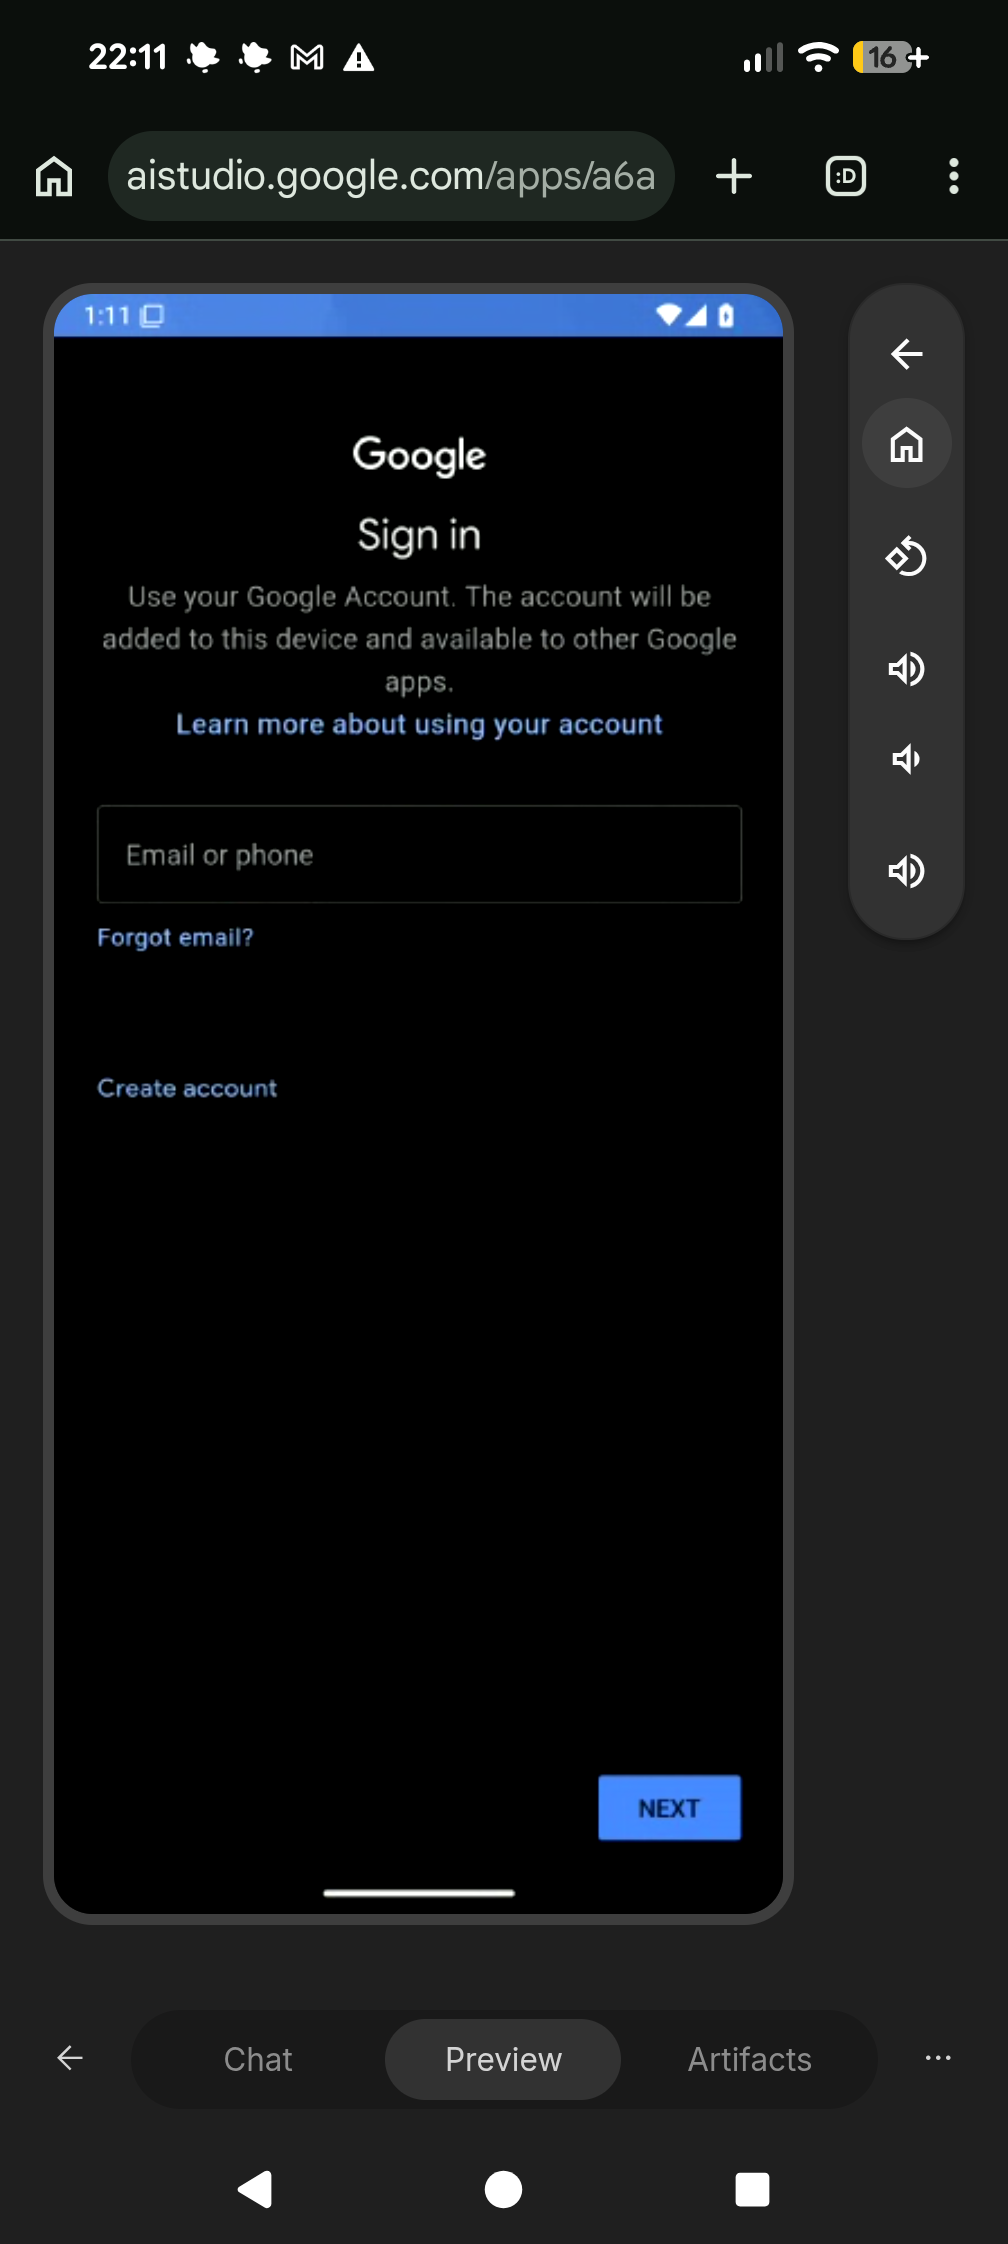 22:11
16
aistudio.google.com/apps/a6a
:D
1:11
Google
Sign in
Use your Google Account. The account will be
added to this device and available to other Google
apps.
Learn more about using your account
Email or phone
Forgot email?
Create account
NEXT
Chat
Preview
Artifacts